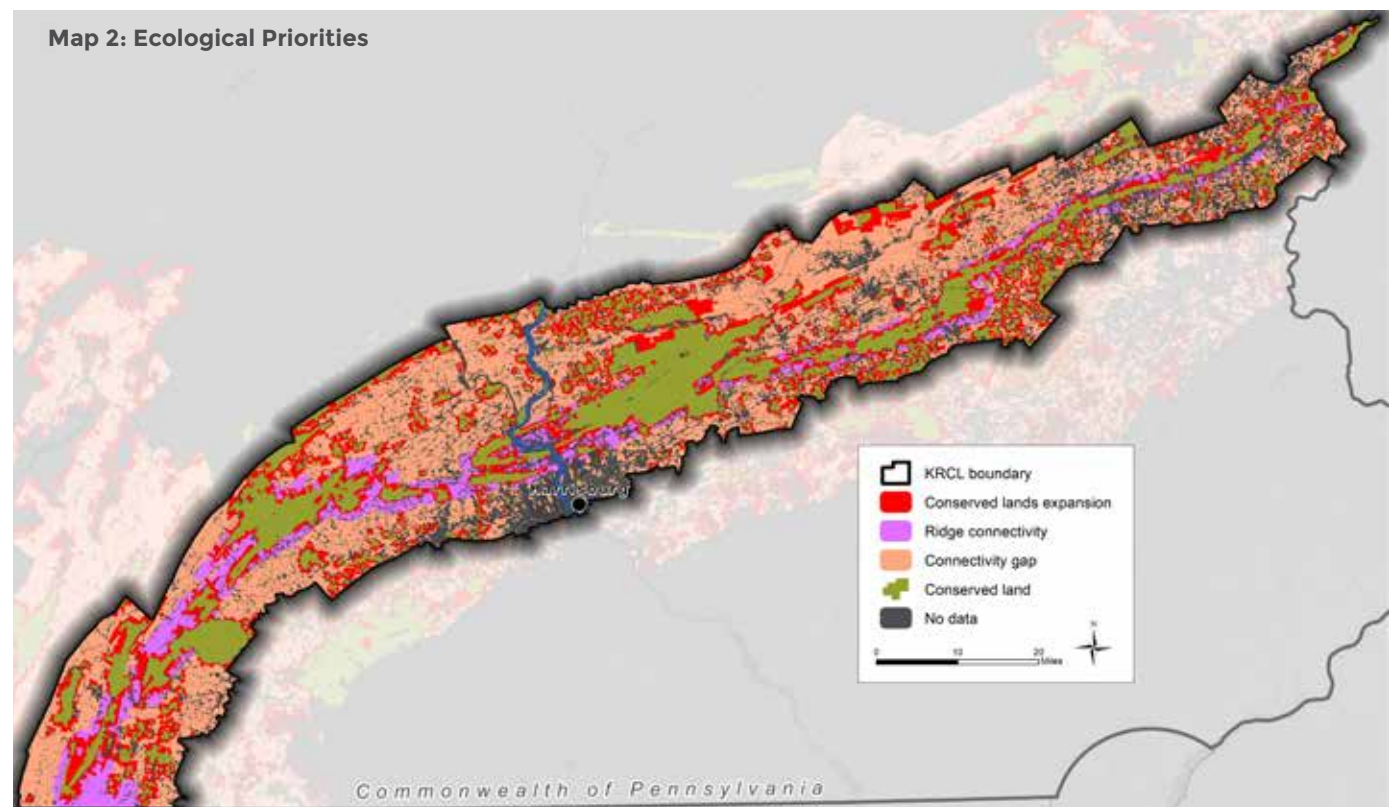 Map 2: Ecological Priorities
Harrisburg
KRCL boundary
Conserved lands expansion
Ridge connectivity
Connectivity gap
Conserved land
No data
N
0 10 20
Miles
Commonwealth of Pennsylvania